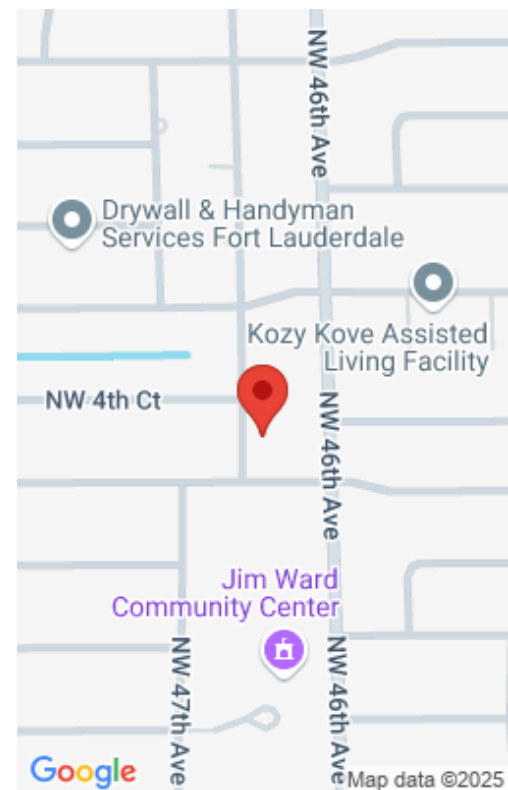 NW 46th Ave
Drywall & Handyman
Services Fort Lauderdale
Kozy Kove Assisted
Living Facility
NW 4th Ct
NW 46th Ave
Jim Ward
Community Center
NW 47th Ave
NW 46th Ave
Google
Map data ©2025